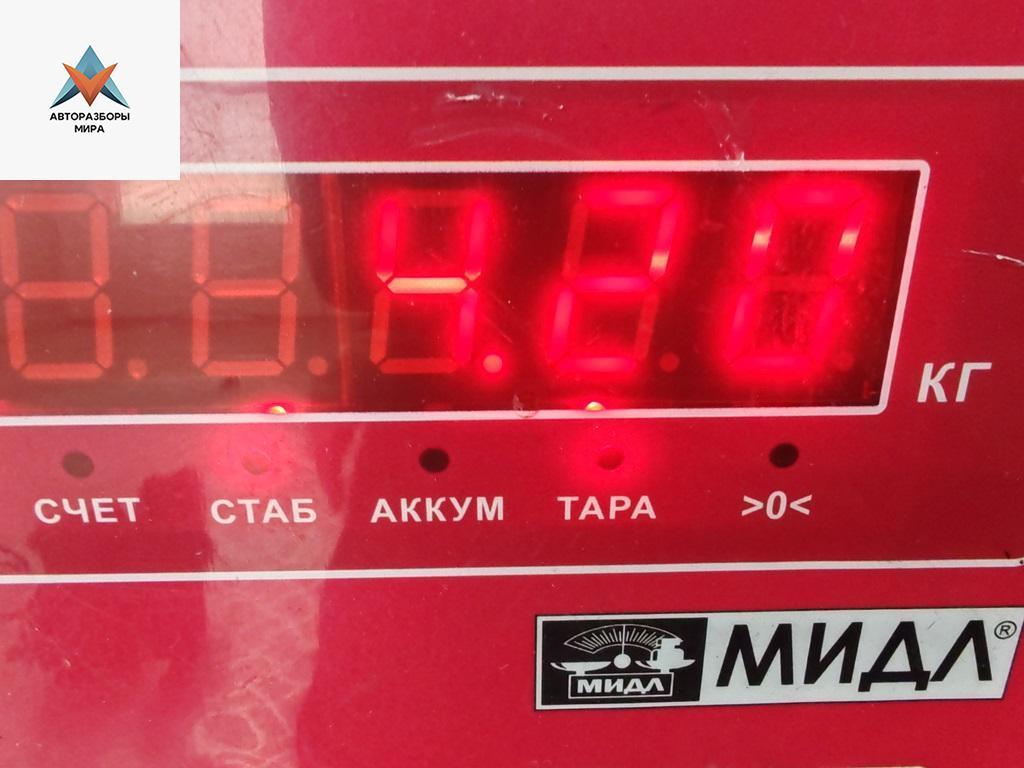 АВТОРАЗБОРЫ
МИРА
4.20
КГ
СЧЕТ СТАБ АККУМ ТАРА >0<
МИДЛ МИДЛ®